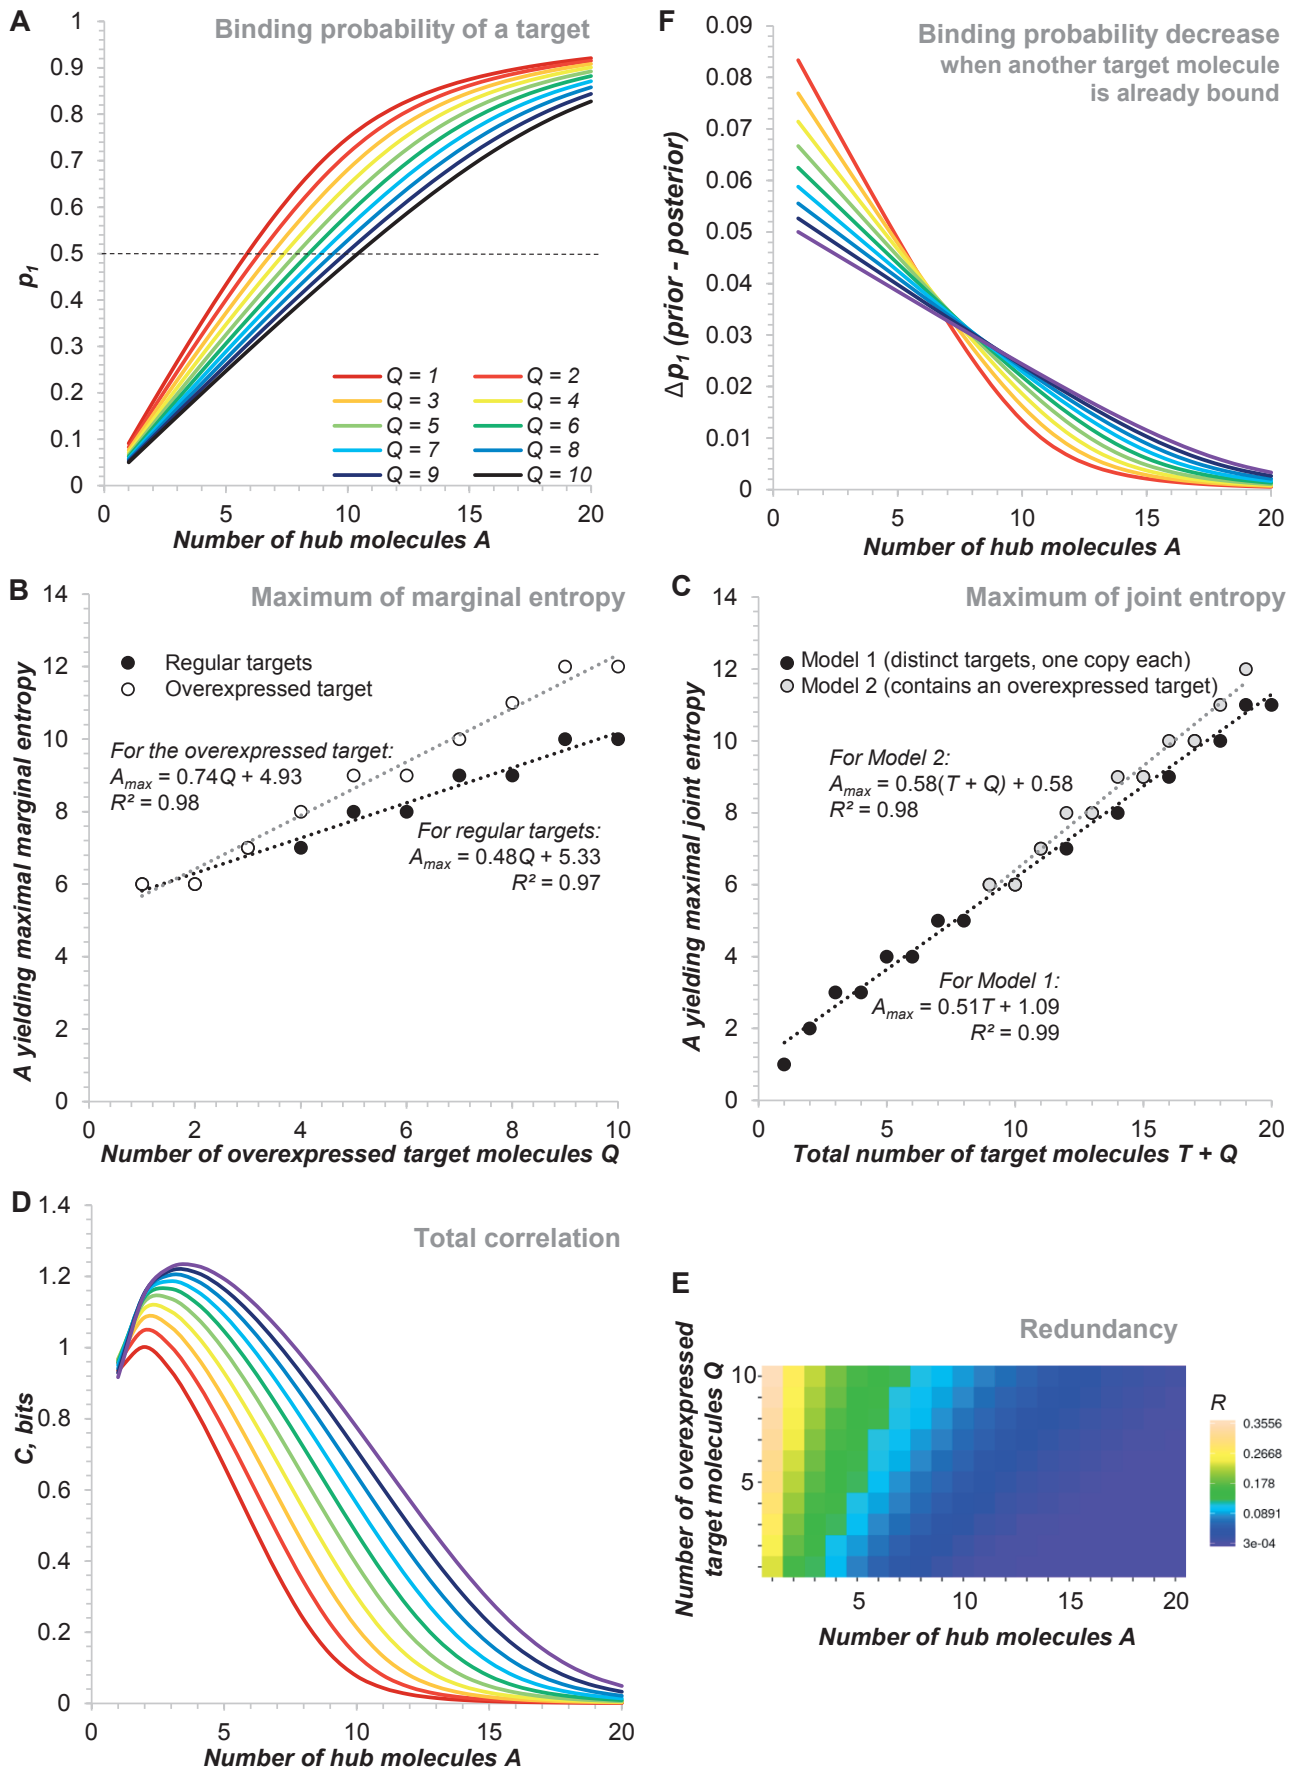 A
Binding probability of a target
1
0.9
0.8
0.7
0.6
0.5
0.4
0.3
0.2
0.1
0
p1
Q = 1
Q = 2
Q = 3
Q = 4
Q = 5
Q = 6
Q = 7
Q = 8
Q = 9
Q = 10
0 5 10 15 20
Number of hub molecules A
F
Binding probability decrease
when another target molecule
is already bound
0.09
0.08
0.07
0.06
0.05
0.04
0.03
0.02
0.01
0
Δp1 (prior - posterior)
0 5 10 15 20
Number of hub molecules A
B
Maximum of marginal entropy
14
12
10
8
6
4
2
0
A yielding maximal marginal entropy
Regular targets
Overexpressed target
For the overexpressed target:
Amax = 0.74Q + 4.93
R² = 0.98
For regular targets:
Amax = 0.48Q + 5.33
R² = 0.97
0 2 4 6 8 10
Number of overexpressed target molecules Q
C
Maximum of joint entropy
14
12
10
8
6
4
2
0
A yielding maximal joint entropy
Model 1 (distinct targets, one copy each)
Model 2 (contains an overexpressed target)
For Model 2:
Amax = 0.58(T + Q) + 0.58
R² = 0.98
For Model 1:
Amax = 0.51T + 1.09
R² = 0.99
0 5 10 15 20
Total number of target molecules T + Q
D
Total correlation
1.4
1.2
1
0.8
0.6
0.4
0.2
0
C, bits
0 5 10 15 20
Number of hub molecules A
E
Redundancy
Number of overexpressed
target molecules Q
10
5
5 10 15 20
Number of hub molecules A
R
0.3556
0.2668
0.178
0.0891
3e-04